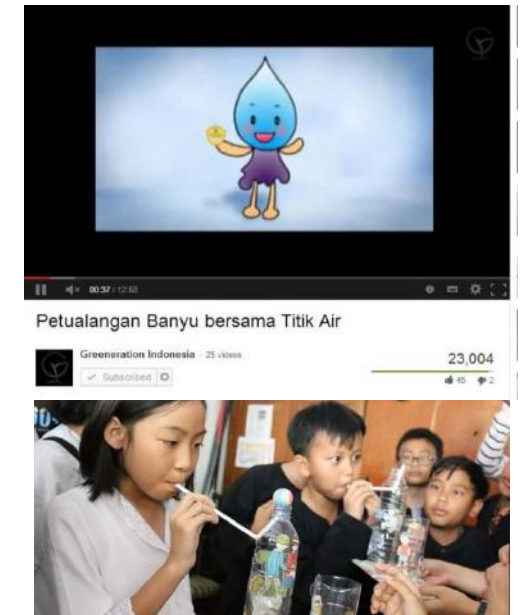 00:37 / 12:58
Petualangan Banyu bersama Titik Air
Greeneration Indonesia · 25 videos
Subscribed
23,004
45 2